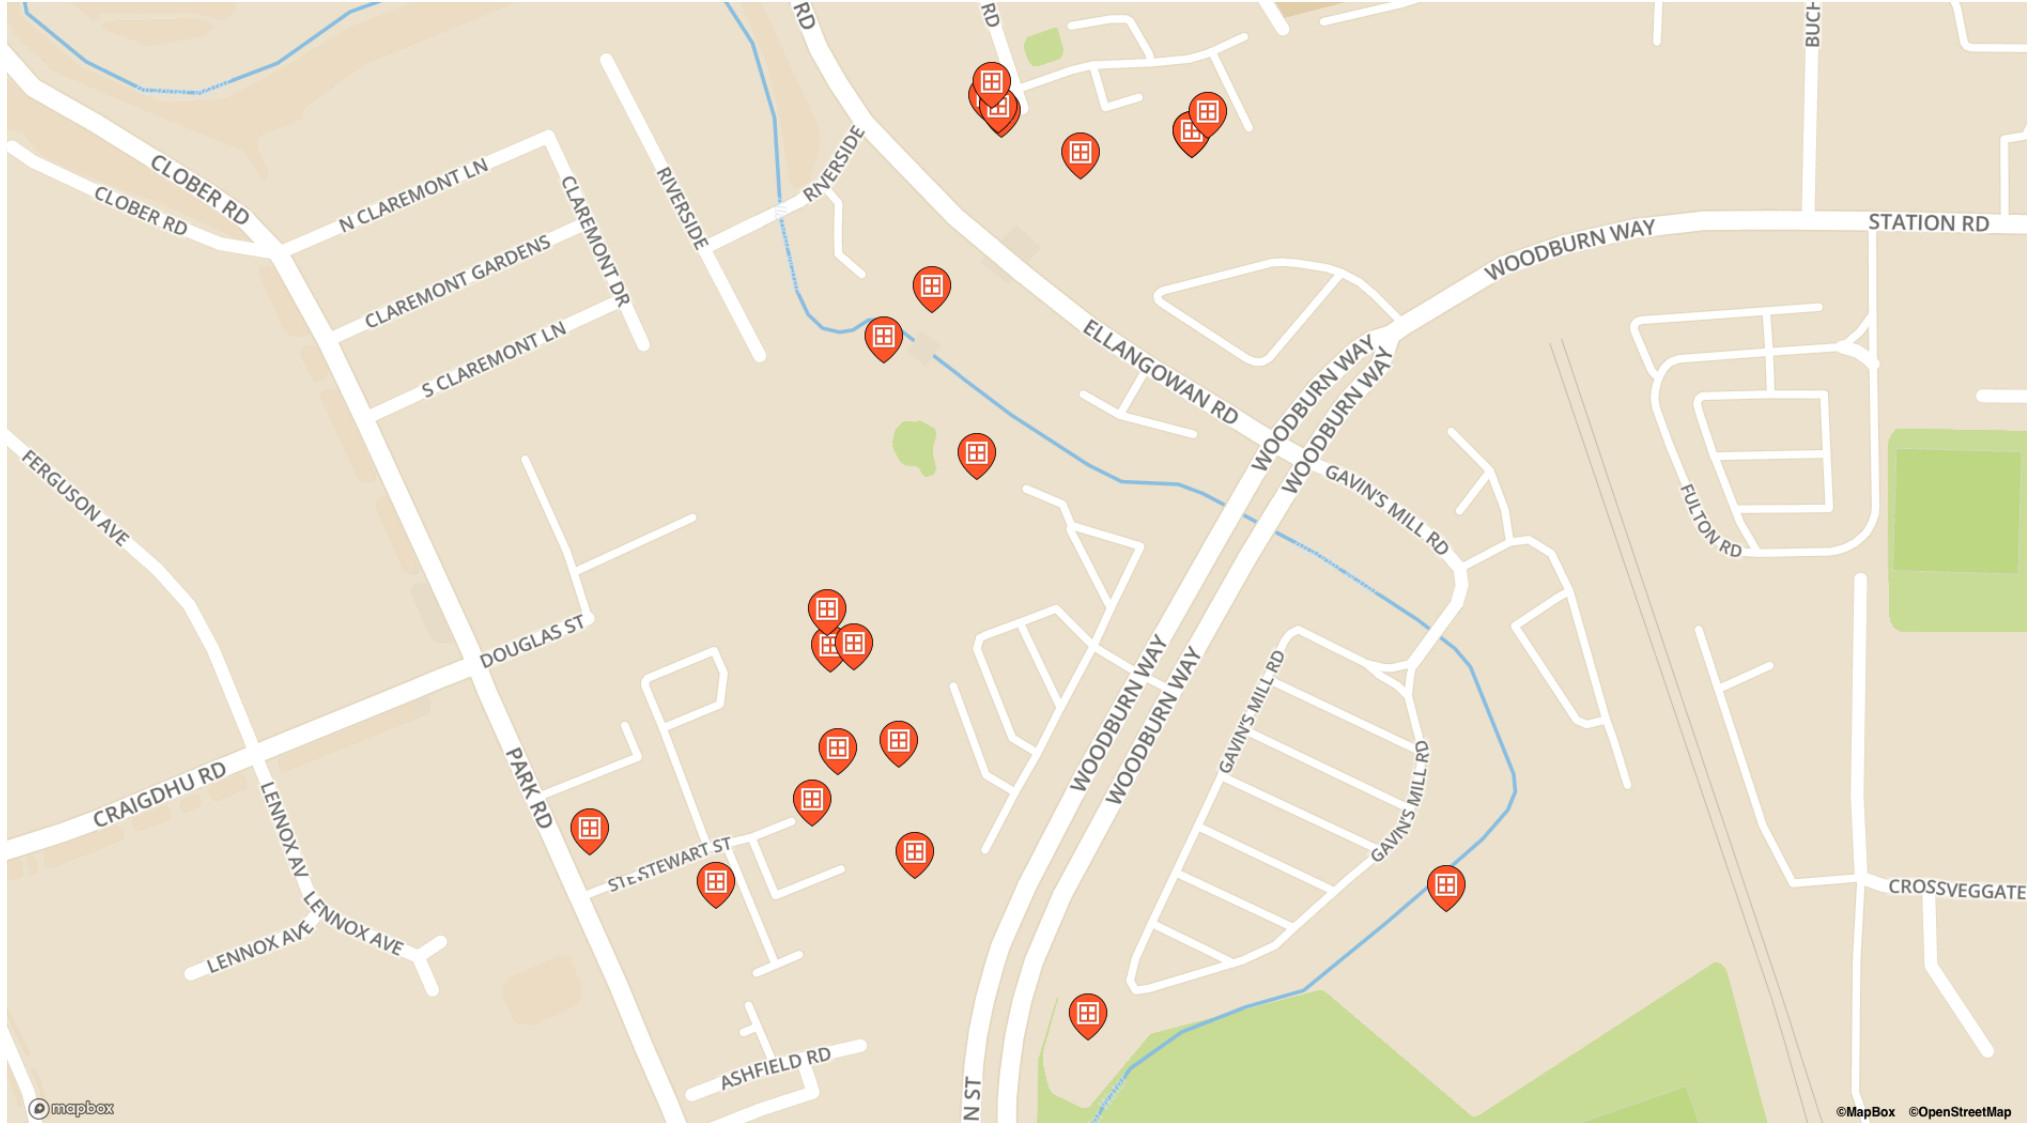 RD
RD
BUCH
CLOBER RD
CLOBER RD
N CLAREMONT LN
CLAREMONT DR
CLAREMONT GARDENS
S CLAREMONT LN
RIVERSIDE
RIVERSIDE
STATION RD
WOODBURN WAY
ELLANGOWAN RD
WOODBURN WAY
WOODBURN WAY
GAVIN'S MILL RD
FERGUSON AVE
FULTON RD
DOUGLAS ST
WOODBURN WAY
WOODBURN WAY
GAVIN'S MILL RD
GAVIN'S MILL RD
CRAIGDHU RD
PARK RD
LENNOX AV
STEWART ST
LENNOX AVE
LENNOX AVE
CROSSVEGGATE
ASHFIELD RD
N ST
mapbox
©MapBox ©OpenStreetMap